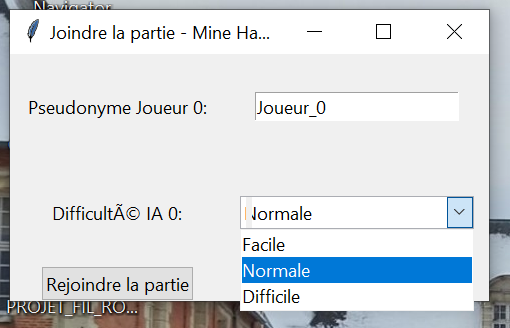 Navigator
Joindre la partie - Mine Ha...
Pseudonyme Joueur 0:
Joueur_0
DifficultÃ© IA 0:
Normale
Facile
Normale
Difficile
Rejoindre la partie
PROJET_FIL_RO...